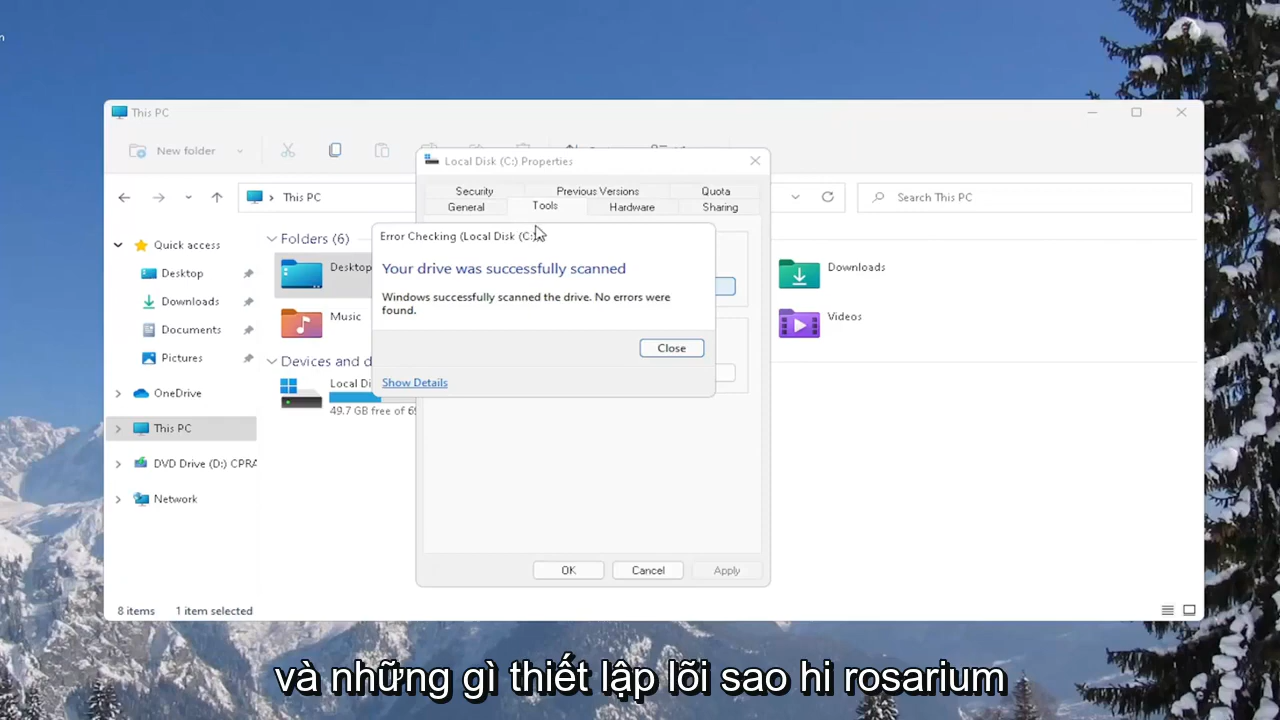 n
This PC
New folder
Local Disk (C:) Properties
Security
Previous Versions
Quota
This PC
Search This PC
General
Tools
Hardware
Sharing
Error Checking (Local Disk (C:
Quick access
Folders (6)
Desktop
Downloads
Your drive was successfully scanned
Desktop
Downloads
Windows successfully scanned the drive. No errors were
found.
Documents
Music
Videos
Pictures
Close
Devices and d
Show Details
Local Di
OneDrive
49.7 GB free of
This PC
DVD Drive (D:) CPRA
Network
OK
Cancel
Apply
8 items
1 item selected
và những gì thiết lập lõi sao hi rosarium